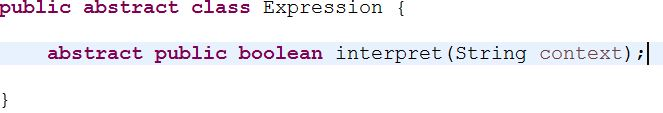 public abstract class Expression {
abstract public boolean interpret(String context);
}